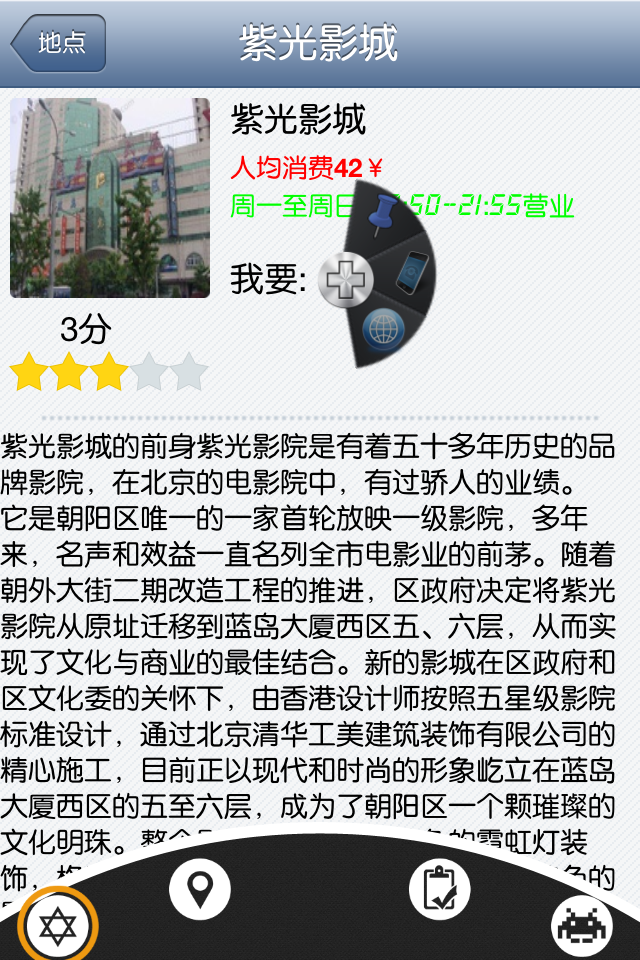 地点
紫光影城
紫光影城
人均消费42￥
周一至周日 :50-21:55营业
我要:
3分
紫光影城的前身紫光影院是有着五十多年历史的品
牌影院，在北京的电影院中，有过骄人的业绩。
它是朝阳区唯一的一家首轮放映一级影院，多年
来，名声和效益一直名列全市电影业的前茅。随着
朝外大街二期改造工程的推进，区政府决定将紫光
影院从原址迁移到蓝岛大厦西区五、六层，从而实
现了文化与商业的最佳结合。新的影城在区政府和
区文化委的关怀下，由香港设计师按照五星级影院
标准设计，通过北京清华工美建筑装饰有限公司的
精心施工，目前正以现代和时尚的形象屹立在蓝岛
大厦西区的五至六层，成为了朝阳区一个颗璀璨的
文化明珠。整个 的霓虹灯装
饰， 色的